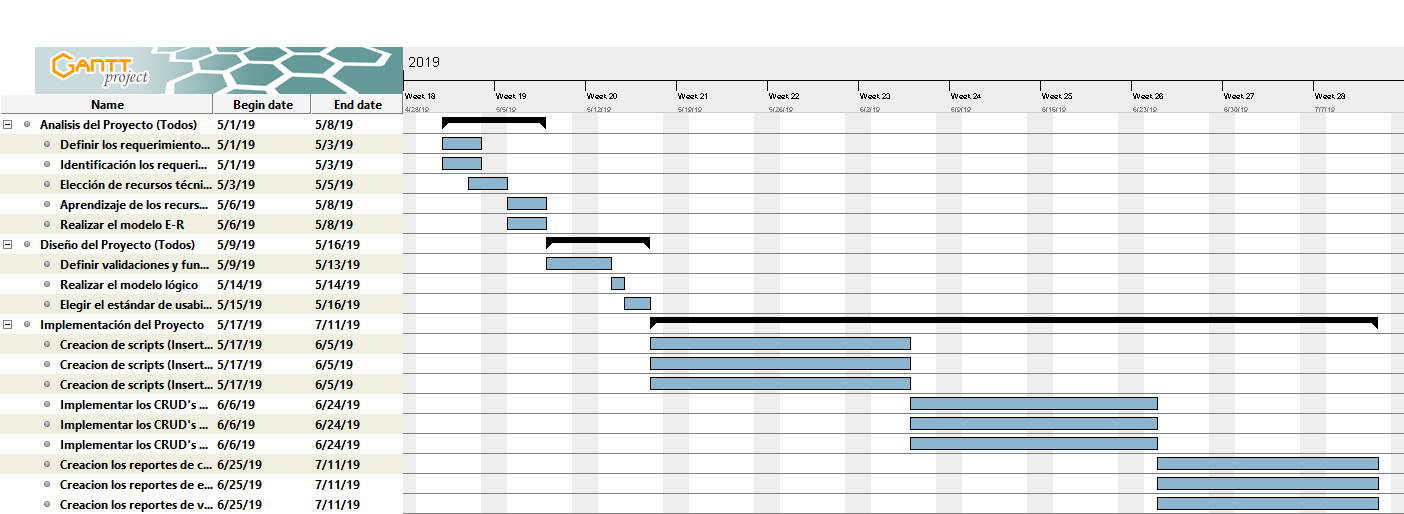 GANTT
project
2019
Week 18 Week 19 Week 20 Week 21 Week 22 Week 23 Week 24 Week 25 Week 26 Week 27 Week 28
Name Begin date End date 4/28/19 5/5/19 5/12/19 5/19/19 5/26/19 6/2/19 6/9/19 6/16/19 6/23/19 6/30/19 7/7/19
Analisis del Proyecto (Todos) 5/1/19 5/8/19
Definir los requerimiento... 5/1/19 5/3/19
Identificación los requeri... 5/1/19 5/3/19
Elección de recursos técni... 5/3/19 5/5/19
Aprendizaje de los recurs... 5/6/19 5/8/19
Realizar el modelo E-R 5/6/19 5/8/19
Diseño del Proyecto (Todos) 5/9/19 5/16/19
Definir validaciones y fun... 5/9/19 5/13/19
Realizar el modelo lógico 5/14/19 5/14/19
Elegir el estándar de usabi... 5/15/19 5/16/19
Implementación del Proyecto 5/17/19 7/11/19
Creacion de scripts (Insert... 5/17/19 6/5/19
Creacion de scripts (Insert... 5/17/19 6/5/19
Creacion de scripts (Insert... 5/17/19 6/5/19
Implementar los CRUD's ... 6/6/19 6/24/19
Implementar los CRUD's ... 6/6/19 6/24/19
Implementar los CRUD's ... 6/6/19 6/24/19
Creacion los reportes de c... 6/25/19 7/11/19
Creacion los reportes de e... 6/25/19 7/11/19
Creacion los reportes de v... 6/25/19 7/11/19